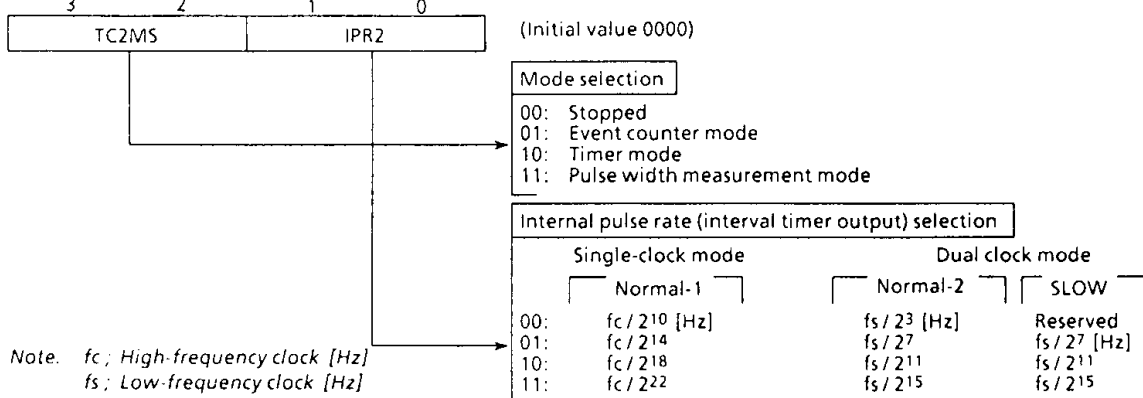 3 2 1 0
TC2MS IPR2 (Initial value 0000)
Mode selection
00: Stopped
01: Event counter mode
10: Timer mode
11: Pulse width measurement mode
Internal pulse rate (interval timer output) selection
Single-clock mode Dual clock mode
Normal-1 Normal-2 SLOW
00: fc / 2¹⁰ [Hz] fs / 2³ [Hz] Reserved
01: fc / 2¹⁴ fs / 2⁷ fs / 2⁷ [Hz]
10: fc / 2¹⁸ fs / 2¹¹ fs / 2¹¹
11: fc / 2²² fs / 2¹⁵ fs / 2¹⁵
Note. fc ; High-frequency clock [Hz]
fs ; Low-frequency clock [Hz]